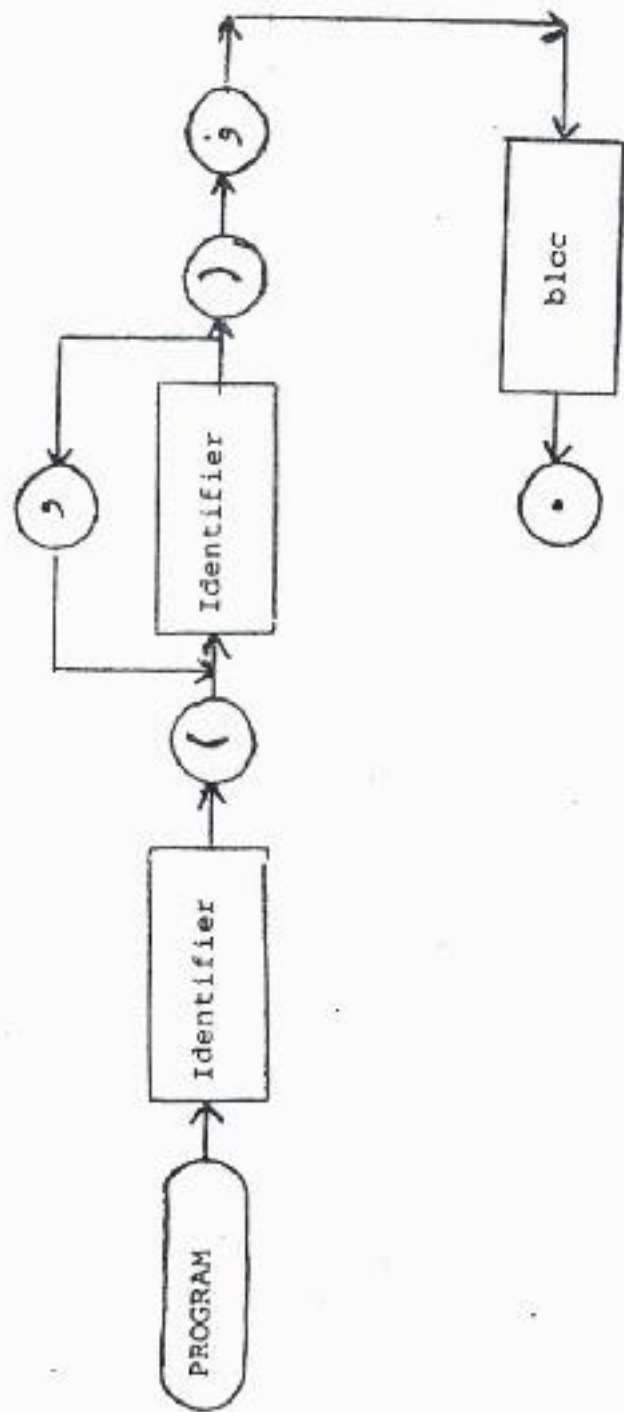 ,
PROGRAM Identifier ( Identifier ) ;
. bloc